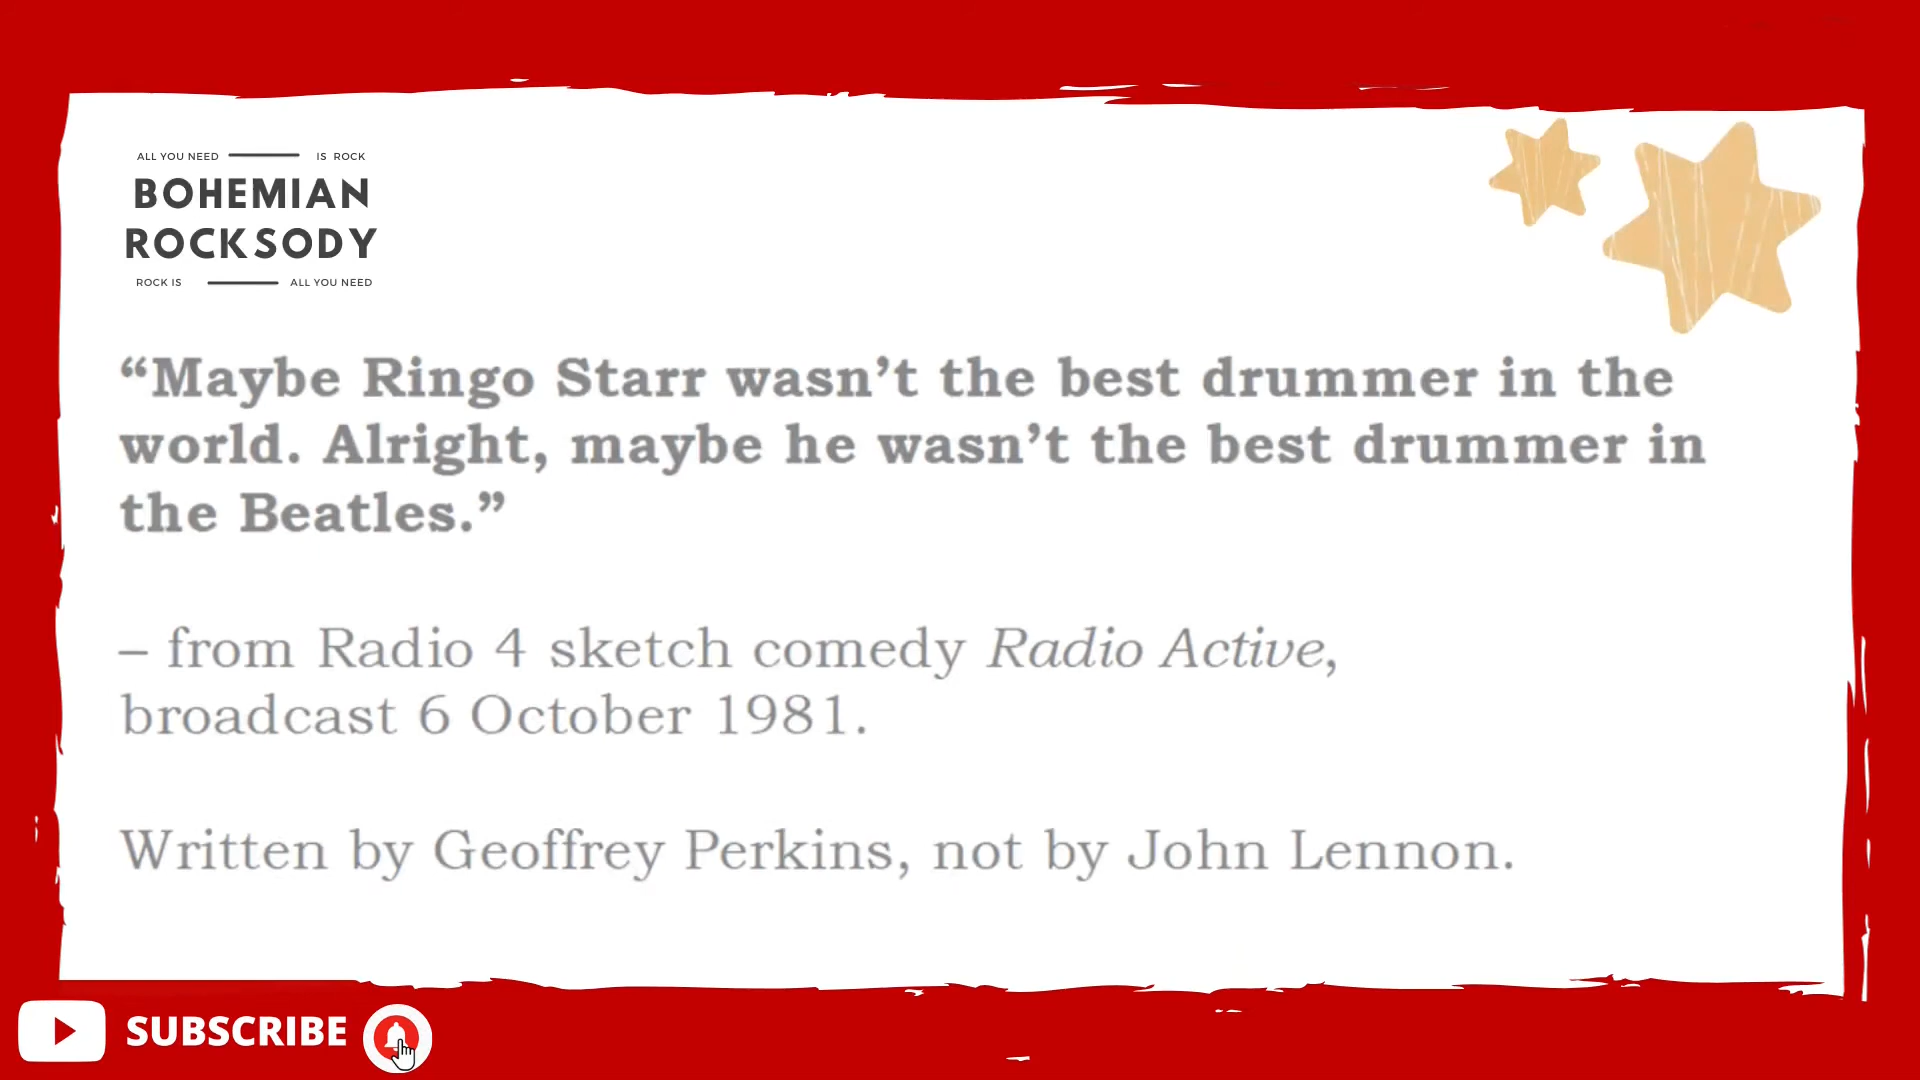 ALL YOU NEED IS ROCK
BOHEMIAN
ROCKSODY
ROCK IS ALL YOU NEED
“Maybe Ringo Starr wasn’t the best drummer in the
world. Alright, maybe he wasn’t the best drummer in
the Beatles.”
– from Radio 4 sketch comedy Radio Active,
broadcast 6 October 1981.
Written by Geoffrey Perkins, not by John Lennon.
SUBSCRIBE